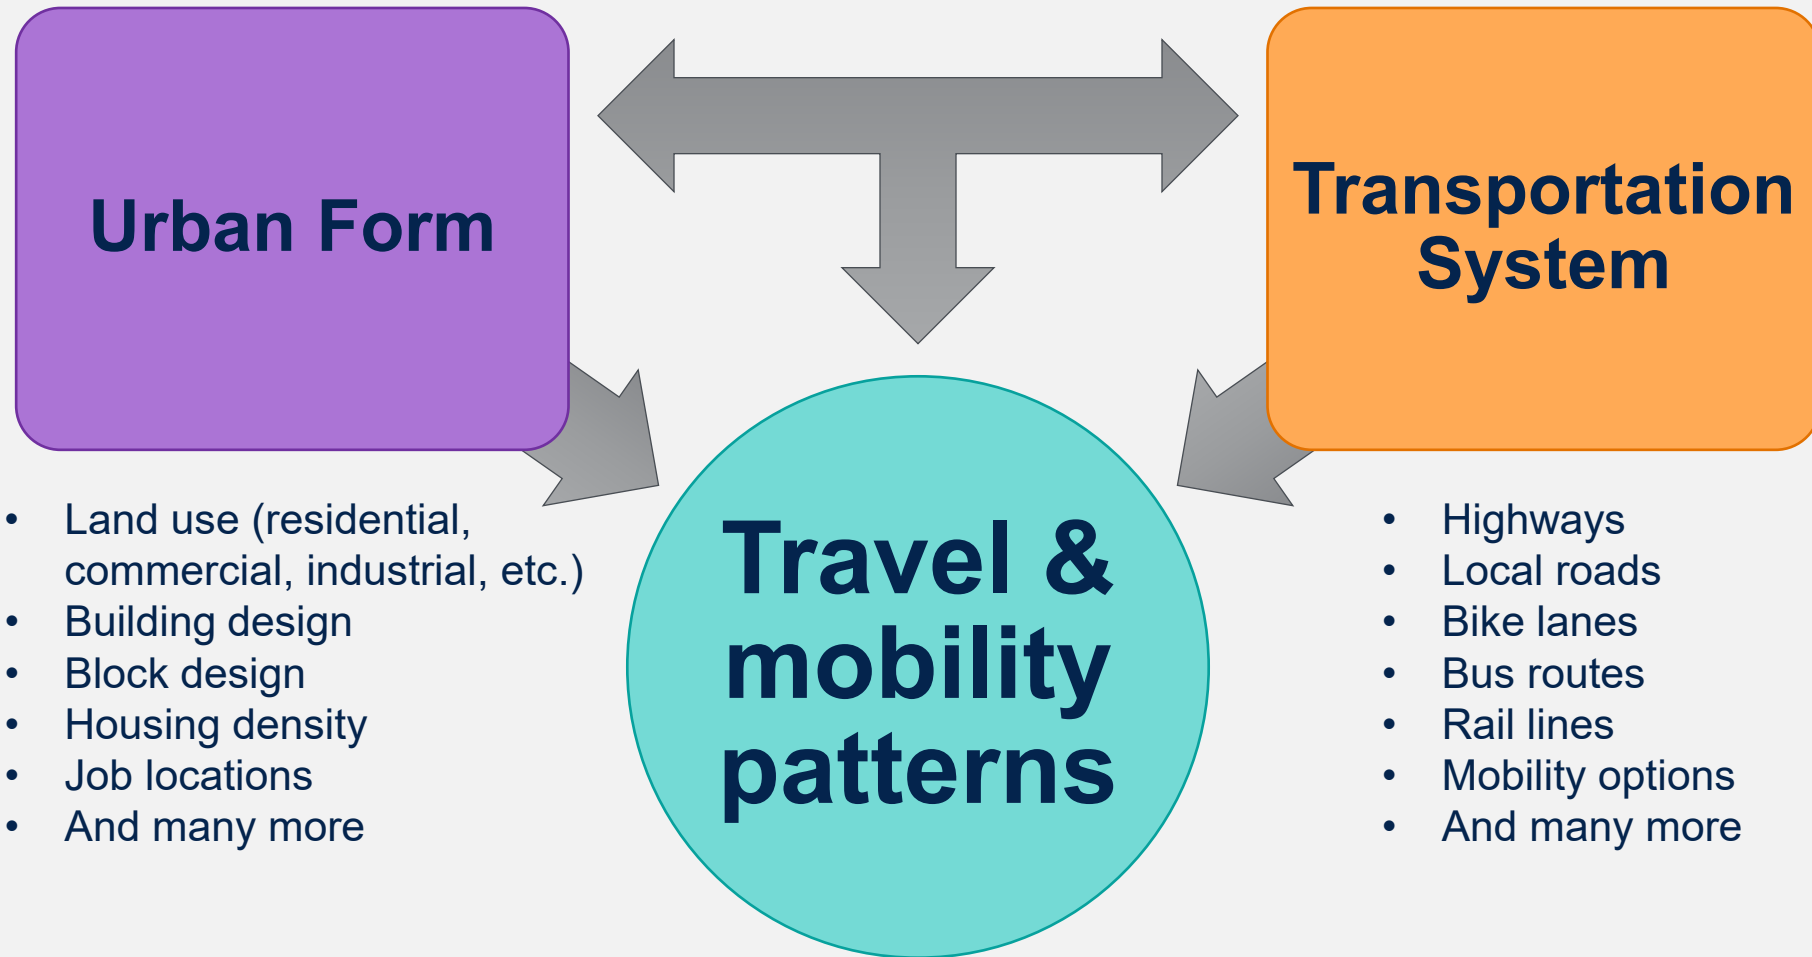 Urban Form
Transportation
System
• Land use (residential,
commercial, industrial, etc.)
• Building design
• Block design
• Housing density
• Job locations
• And many more
Travel &
mobility
patterns
• Highways
• Local roads
• Bike lanes
• Bus routes
• Rail lines
• Mobility options
• And many more